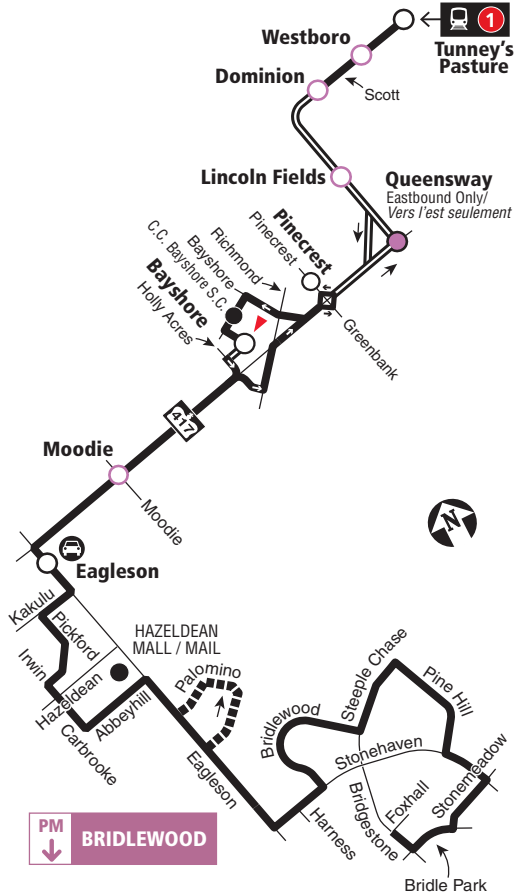 1
Tunney's
Pasture
Westboro
Dominion
Scott
Lincoln Fields
Queensway
Eastbound Only/
Vers l'est seulement
Pinecrest
Pinecrest
Richmond
Bayshore
C.C. Bayshore S.C.
Bayshore
Holly Acres
Greenbank
417
Moodie
Moodie
N
Eagleson
Kakulu
Pickford
Irwin
Hazeldean
Carbrooke
Abbeyhill
HAZELDEAN
MALL / MAIL
Palomino
Eagleson
Bridlewood
Steeple Chase
Pine Hill
Stonehaven
Stonemeadow
Foxhall
Bridgestone
Harness
Bridle Park
PM
BRIDLEWOOD